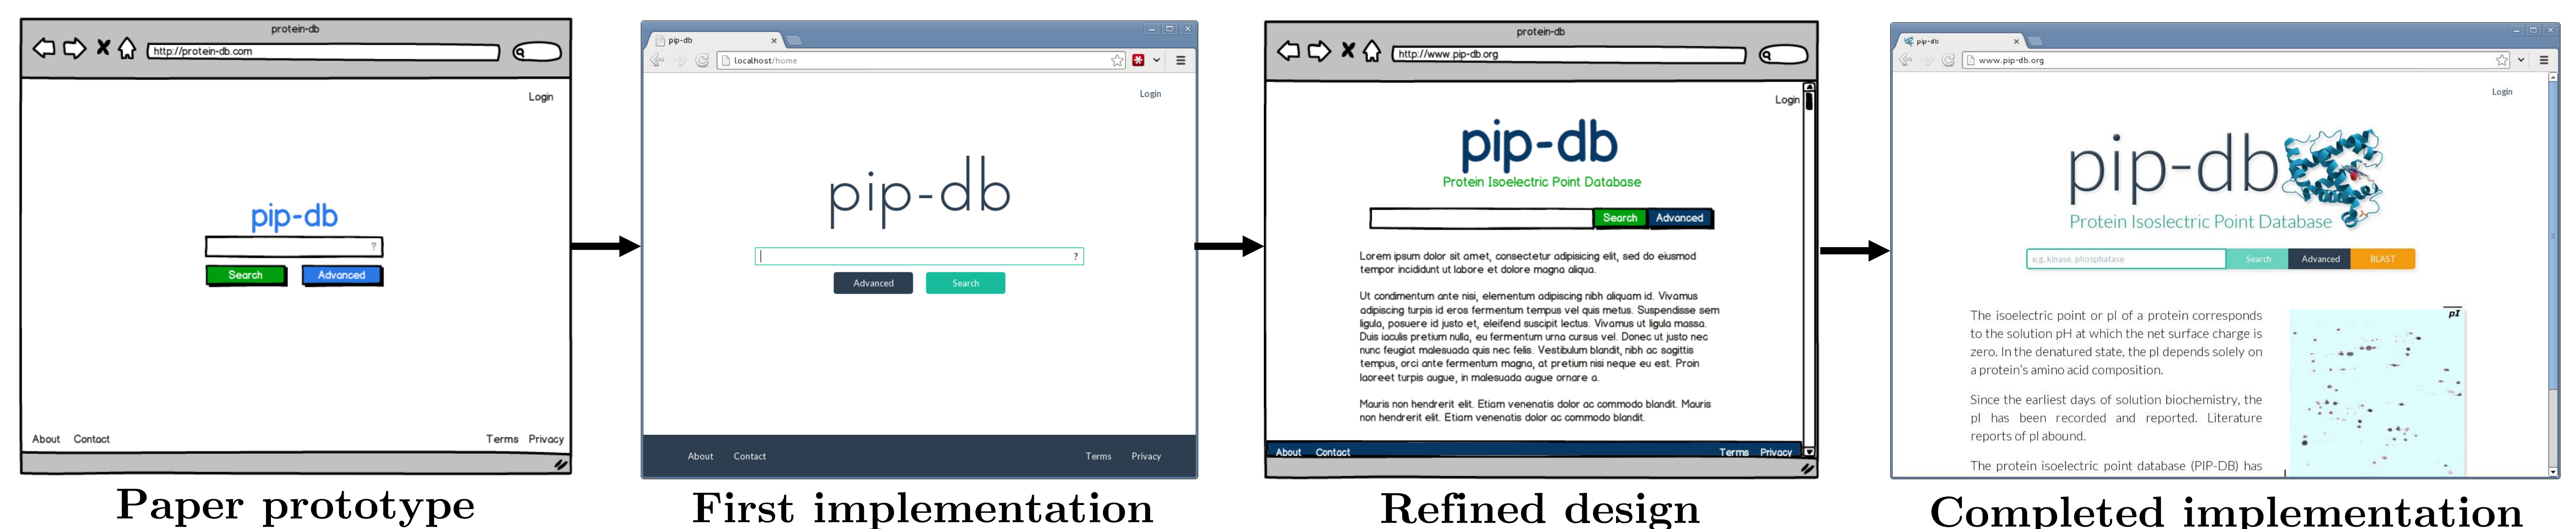 protein-db
http://protein-db.com
Login
pip-db
?
Search Advanced
About Contact Terms Privacy
Paper prototype
pip-db
localhost/home
Login
pip-db
?
Advanced Search
About Contact Terms Privacy
First implementation
protein-db
http://www.pip-db.org
Login
pip-db
Protein Isoelectric Point Database
Search Advanced
Lorem ipsum dolor sit amet, consectetur adipisicing elit, sed do eiusmod
tempor incididunt ut labore et dolore magna aliqua.
Ut condimentum ante nisi, elementum adipiscing nibh aliquam id. Vivamus
adipiscing turpis id eros fermentum tempus vel quis metus. Suspendisse sem
ligula, posuere id justo et, eleifend suscipit lectus. Vivamus ut ligula massa.
Duis iaculis pretium nulla, eu fermentum urna cursus vel. Donec ut justo nec
nunc feugiat malesuada quis nec felis. Vestibulum blandit, nibh ac sagittis
tempus, orci ante fermentum magna, at pretium nisi neque eu est. Proin
laoreet turpis augue, in malesuada augue ornare a.
Mauris non hendrerit elit. Etiam venenatis dolor ac commodo blandit. Mauris
non hendrerit elit. Etiam venenatis dolor ac commodo blandit.
About Contact Terms Privacy
Refined design
pip-db
www.pip-db.org
Login
pip-db
Protein Isoslectric Point Database
e.g. kinase, phosphatase Search Advanced BLAST
The isoelectric point or pI of a protein corresponds
to the solution pH at which the net surface charge is
zero. In the denatured state, the pI depends solely on
a protein's amino acid composition.
Since the earliest days of solution biochemistry, the
pI has been recorded and reported. Literature
reports of pI abound.
The protein isoelectric point database (PIP-DB) has
pI
Completed implementation